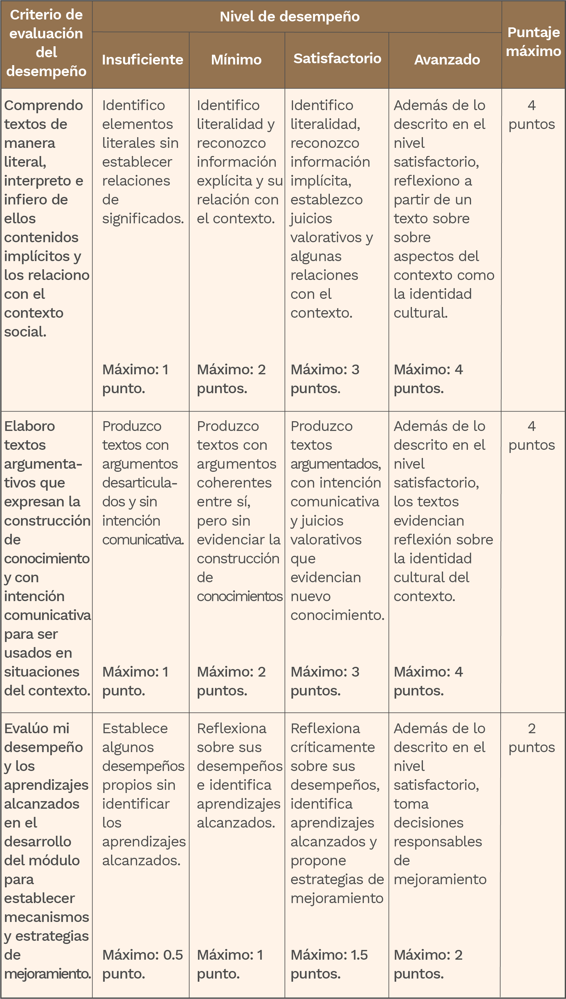 Criterio de
evaluación
del
desempeño
Nivel de desempeño
Puntaje
máximo
Insuficiente
Mínimo
Satisfactorio
Avanzado
Comprendo
textos de
manera
literal,
interpreto e
infiero de
ellos
contenidos
implícitos y
los relaciono
con el
contexto
social.
Identifico
elementos
literales sin
establecer
relaciones
de
significados.
Máximo: 1
punto.
Identifico
literalidad y
reconozco
información
explícita y su
relación con
el contexto.
Máximo: 2
puntos.
Identifico
literalidad,
reconozco
información
implícita,
establezco
juicios
valorativos y
algunas
relaciones
con el
contexto.
Máximo: 3
puntos.
Además de lo
descrito en el
nivel
satisfactorio,
reflexiono a
partir de un
texto sobre
sobre
aspectos del
contexto como
la identidad
cultural.
Máximo: 4
puntos.
4
puntos
Elaboro
textos
argumenta-
tivos que
expresan la
construcción
de
conocimiento
y con
intención
comunicativa
para ser
usados en
situaciones
del contexto.
Produzco
textos con
argumentos
desarticula-
dos y sin
intención
comunicativa.
Máximo: 1
punto.
Produzco
textos con
argumentos
coherentes
entre sí,
pero sin
evidenciar la
construcción
de
conocimientos
Máximo: 2
puntos.
Produzco
textos
argumentados,
con intención
comunicativa
y juicios
valorativos
que
evidencian
nuevo
conocimiento.
Máximo: 3
puntos.
Además de lo
descrito en el
nivel
satisfactorio,
los textos
evidencian
reflexión sobre
la identidad
cultural del
contexto.
Máximo: 4
puntos.
4
puntos
Evalúo mi
desempeño
y los
aprendizajes
alcanzados
en el
desarrollo
del módulo
para
establecer
mecanismos
y estrategias
de
mejoramiento.
Establece
algunos
desempeños
propios sin
identificar
los
aprendizajes
alcanzados.
Máximo: 0.5
punto.
Reflexiona
sobre sus
desempeños
e identifica
aprendizajes
alcanzados.
Máximo: 1
punto.
Reflexiona
críticamente
sobre sus
desempeños,
identifica
aprendizajes
alcanzados y
propone
estrategias de
mejoramiento
Máximo: 1.5
puntos.
Además de lo
descrito en el
nivel
satisfactorio,
toma
decisiones
responsables
de
mejoramiento
Máximo: 2
puntos.
2
puntos